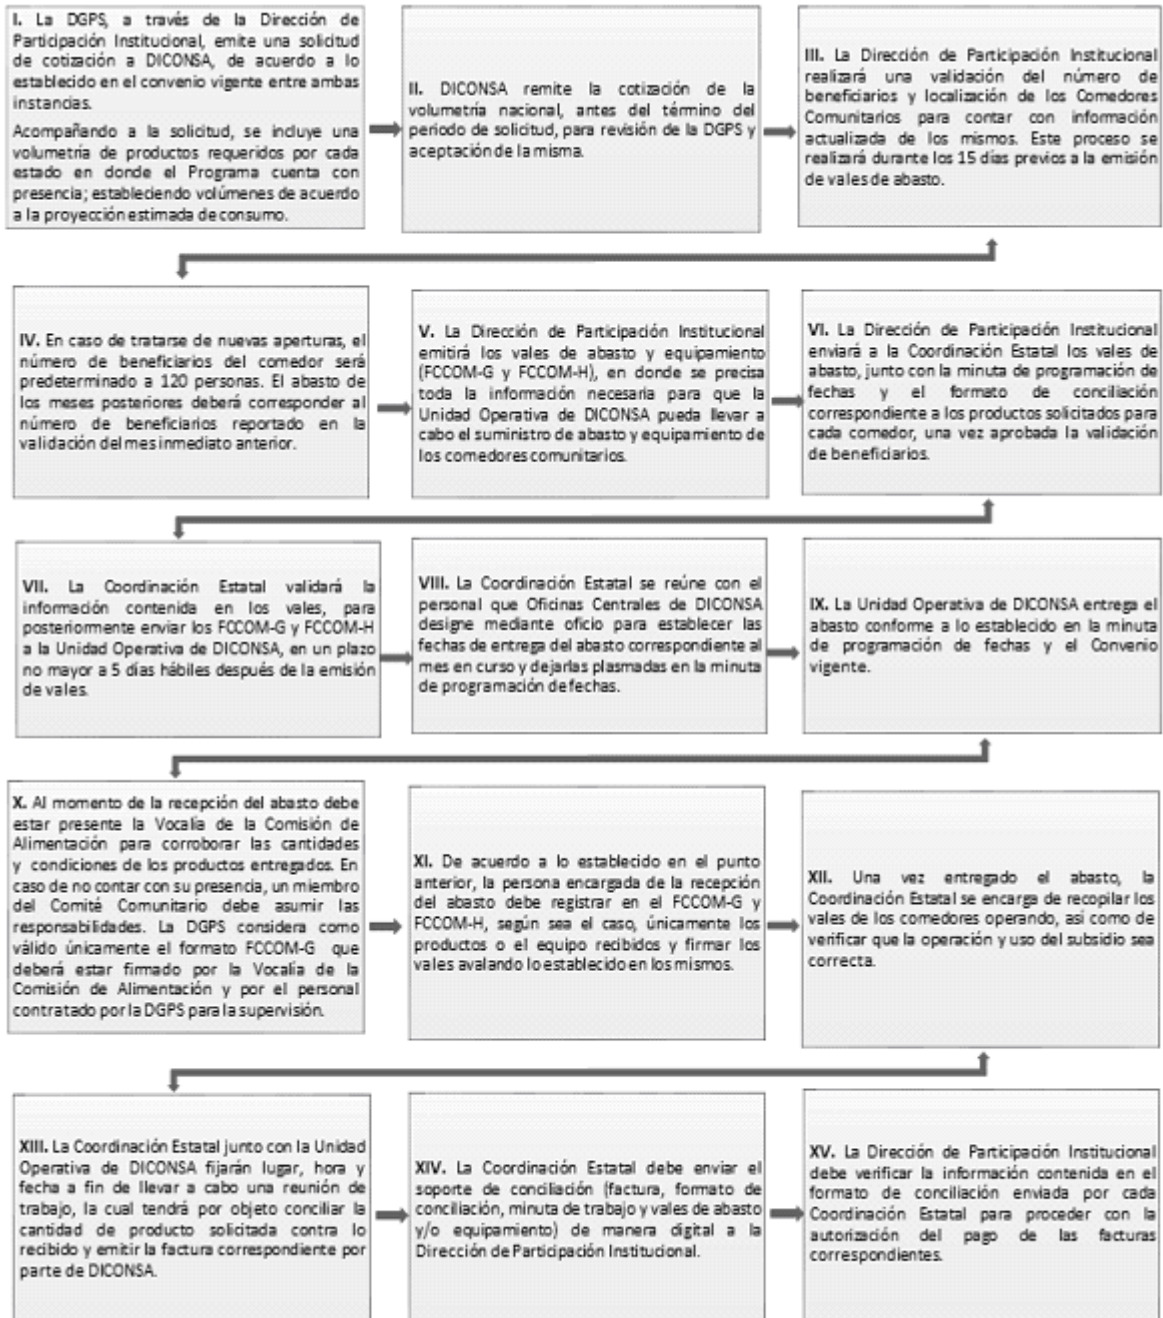 I. La DGPS, a través de la Dirección de
Participación Institucional, emite una solicitud
de cotización a DICONSA, de acuerdo a lo
establecido en el convenio vigente entre ambas
instancias.
Acompañando a la solicitud, se incluye una
volumetría de productos requeridos por cada
estado en donde el Programa cuenta con
presencia; estableciendo volúmenes de acuerdo
a la proyección estimada de consumo.
II. DICONSA remite la cotización de la
volumetría nacional, antes del término del
periodo de solicitud, para revisión de la DGPS y
aceptación de la misma.
III. La Dirección de Participación Institucional
realizará una validación del número de
beneficiarios y localización de los Comedores
Comunitarios para contar con información
actualizada de los mismos. Este proceso se
realizará durante los 15 días previos a la emisión
de vales de abasto.
IV. En caso de tratarse de nuevas aperturas, el
número de beneficiarios del comedor será
predeterminado a 120 personas. El abasto de
los meses posteriores deberá corresponder al
número de beneficiarios reportado en la
validación del mes inmediato anterior.
V. La Dirección de Participación Institucional
emitirá los vales de abasto y equipamiento
(FCCOM-G y FCCOM-H), en donde se precisa
toda la información necesaria para que la
Unidad Operativa de DICONSA pueda llevar a
cabo el suministro de abasto y equipamiento de
los comedores comunitarios.
VI. La Dirección de Participación Institucional
enviará a la Coordinación Estatal los vales de
abasto, junto con la minuta de programación de
fechas y el formato de conciliación
correspondiente a los productos solicitados para
cada comedor, una vez aprobada la validación
de beneficiarios.
VII. La Coordinación Estatal validará la
información contenida en los vales, para
posteriormente enviar los FCCOM-G y FCCOM-H
a la Unidad Operativa de DICONSA, en un plazo
no mayor a 5 días hábiles después de la emisión
de vales.
VIII. La Coordinación Estatal se reúne con el
personal que Oficinas Centrales de DICONSA
designe mediante oficio para establecer las
fechas de entrega del abasto correspondiente al
mes en curso y dejarlas plasmadas en la minuta
de programación de fechas.
IX. La Unidad Operativa de DICONSA entrega el
abasto conforme a lo establecido en la minuta
de programación de fechas y el Convenio
vigente.
X. Al momento de la recepción del abasto debe
estar presente la Vocalía de la Comisión de
Alimentación para corroborar las cantidades
y condiciones de los productos entregados. En
caso de no contar con su presencia, un miembro
del Comité Comunitario debe asumir las
responsabilidades. La DGPS considera como
válido únicamente el formato FCCOM-G que
deberá estar firmado por la Vocalía de la
Comisión de Alimentación y por el personal
contratado por la DGPS para la supervisión.
XI. De acuerdo a lo establecido en el punto
anterior, la persona encargada de la recepción
del abasto debe registrar en el FCCOM-G y
FCCOM-H, según sea el caso, únicamente los
productos o el equipo recibidos y firmar los
vales avalando lo establecido en los mismos.
XII. Una vez entregado el abasto, la
Coordinación Estatal se encarga de recopilar los
vales de los comedores operando, así como de
verificar que la operación y uso del subsidio sea
correcta.
XIII. La Coordinación Estatal junto con la Unidad
Operativa de DICONSA fijarán lugar, hora y
fecha a fin de llevar a cabo una reunión de
trabajo, la cual tendrá por objeto conciliar la
cantidad de producto solicitada contra lo
recibido y emitir la factura correspondiente por
parte de DICONSA.
XIV. La Coordinación Estatal debe enviar el
soporte de conciliación (factura, formato de
conciliación, minuta de trabajo y vales de abasto
y/o equipamiento) de manera digital a la
Dirección de Participación Institucional.
XV. La Dirección de Participación Institucional
debe verificar la información contenida en el
formato de conciliación enviada por cada
Coordinación Estatal para proceder con la
autorización del pago de las facturas
correspondientes.